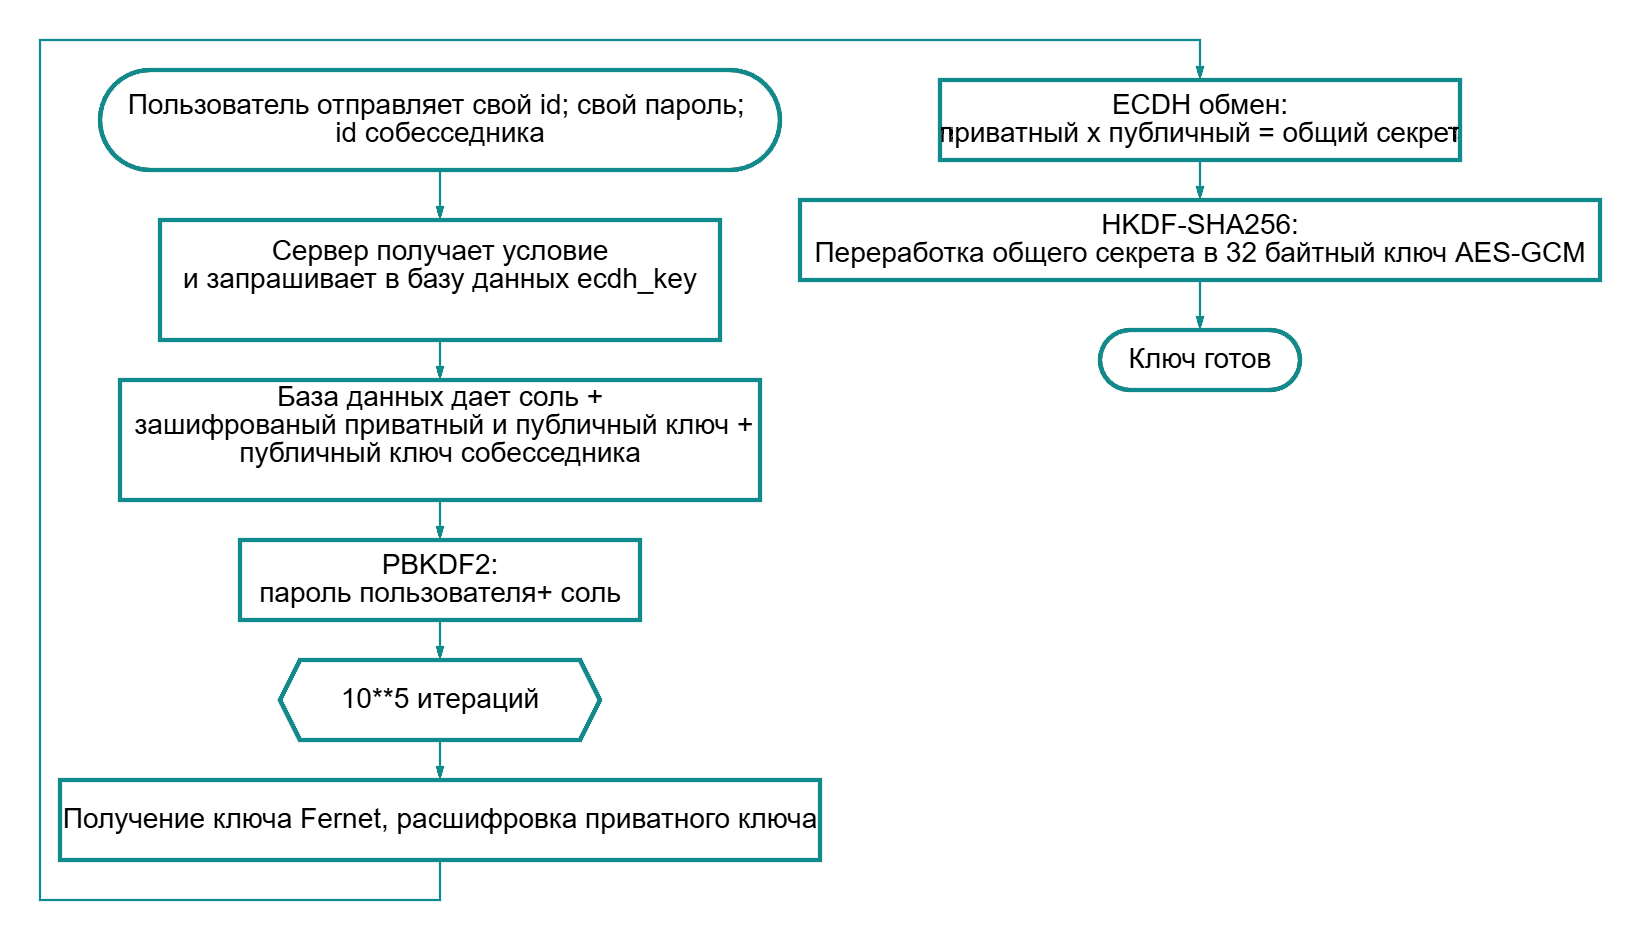 Пользователь отправляет свой id; свой пароль;
id собесседника
Сервер получает условие
и запрашивает в базу данных ecdh_key
База данных дает соль +
зашифрованый приватный и публичный ключ +
публичный ключ собесседника
PBKDF2:
пароль пользователя+ соль
10**5 итераций
Получение ключа Fernet, расшифровка приватного ключа
ECDH обмен:
приватный x публичный = общий секрет
HKDF-SHA256:
Переработка общего секрета в 32 байтный ключ AES-GCM
Ключ готов